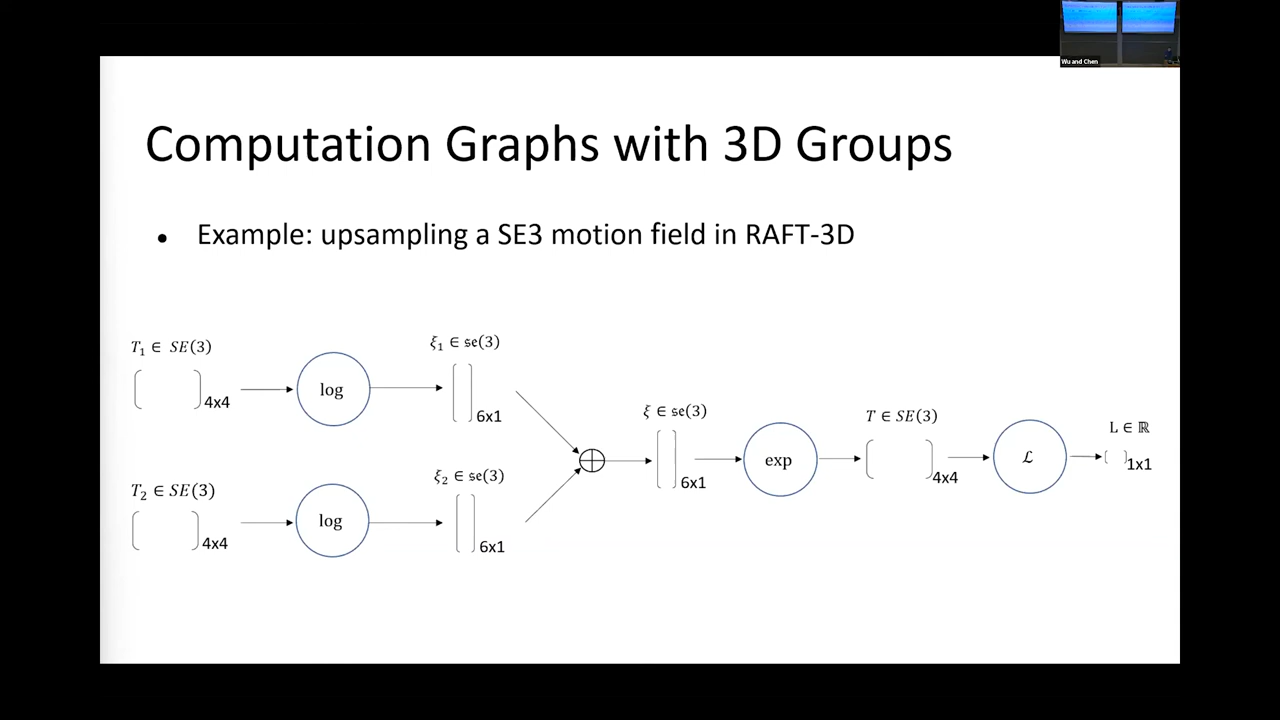 Wu and Chen
Computation Graphs with 3D Groups
• Example: upsampling a SE3 motion field in RAFT-3D
T₁ ∈ SE(3)
4x4
log
ξ₁ ∈ 𝔰𝔢(3)
6x1
T₂ ∈ SE(3)
4x4
log
ξ₂ ∈ 𝔰𝔢(3)
6x1
ξ ∈ 𝔰𝔢(3)
6x1
exp
T ∈ SE(3)
4x4
ℒ
L ∈ ℝ
1x1